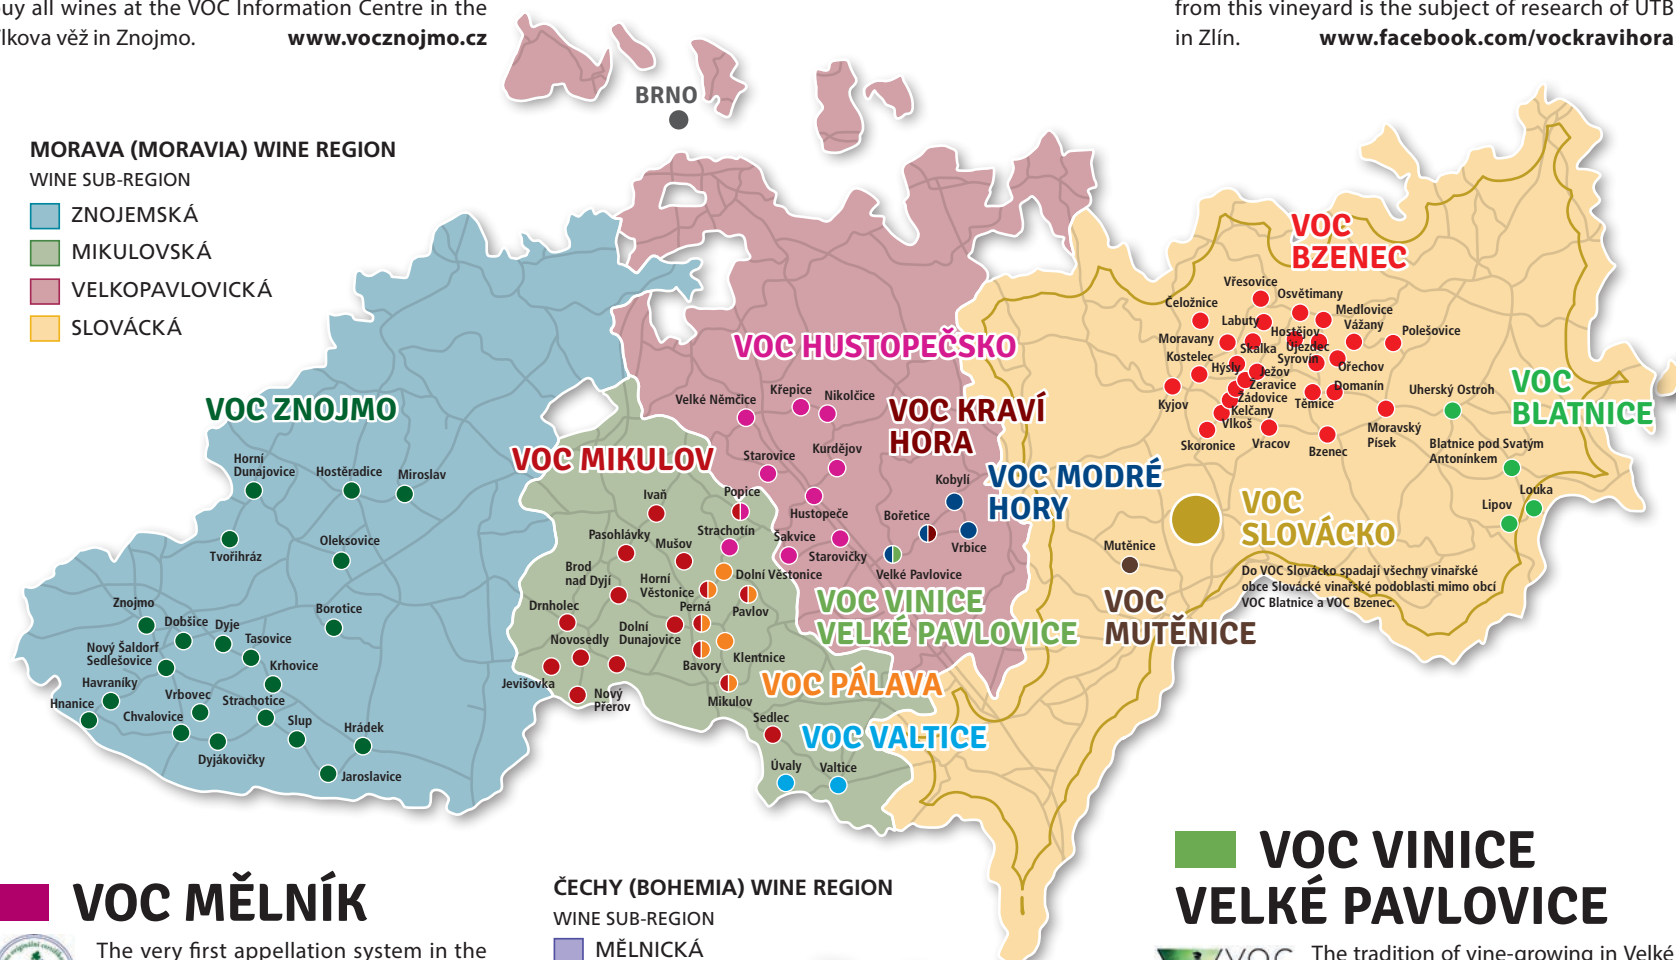 buy all wines at the VOC Information Centre in the
lkova věž in Znojmo. www.vocznojmo.cz
from this vineyard is the subject of research of UTB
in Zlín. www.facebook.com/vockravihora
BRNO
MORAVA (MORAVIA) WINE REGION
WINE SUB-REGION
ZNOJEMSKÁ
MIKULOVSKÁ
VELKOPAVLOVICKÁ
SLOVÁCKÁ
VOC ZNOJMO
Horní
Dunajovice
Hostěradice
Miroslav
Tvořihráz
Oleksovice
Znojmo
Dobšice
Dyje
Borotice
Tasovice
Nový Šaldorf
Sedlešovice
Krhovice
Havraníky
Hnanice
Vrbovec
Strachotice
Chvalovice
Slup
Hrádek
Dyjákovičky
Jaroslavice
VOC MIKULOV
Ivaň
Popice
Pasohlávky
Mušov
Strachotín
Brod
nad Dyjí
Horní
Věstonice
Dolní Věstonice
Drnholec
Perná
Pavlov
Novosedly
Dolní
Dunajovice
Klentnice
Bavory
Jevišovka
Nový
Přerov
Mikulov
Sedlec
VOC PÁLAVA
VOC VALTICE
Úvaly
Valtice
VOC HUSTOPEČSKO
Velké Němčice
Křepice
Nikolčice
Starovice
Kurdějov
Hustopeče
Šakvice
Starovičky
VOC KRAVÍ
HORA
Kobylí
Bořetice
Vrbice
Velké Pavlovice
VOC MODRÉ
HORY
VOC VINICE
VELKÉ PAVLOVICE
Mutěnice
VOC
MUTĚNICE
VOC
BZENEC
Vřesovice
Osvětimany
Čeložnice
Labuty
Medlovice
Hostějov
Vážany
Polešovice
Moravany
Skalka
Újezdec
Kostelec
Hýsly
Syrovín
Ježov
Ořechov
Žeravice
Domanín
Kyjov
Žádovice
Těmice
Kelčany
Vlkoš
Skoronice
Vracov
Bzenec
Moravský
Písek
Uherský Ostroh
VOC
BLATNICE
Blatnice pod Svatým
Antonínkem
Louka
Lipov
VOC
SLOVÁCKO
Do VOC Slovácko spadají všechny vinařské
obce Slovácké vinařské podoblasti mimo obcí
VOC Blatnice a VOC Bzenec.
VOC MĚLNÍK
The very first appellation system in the
ČECHY (BOHEMIA) WINE REGION
WINE SUB-REGION
MĚLNICKÁ
VOC VINICE
VELKÉ PAVLOVICE
VOC
The tradition of vine-growing in Velké